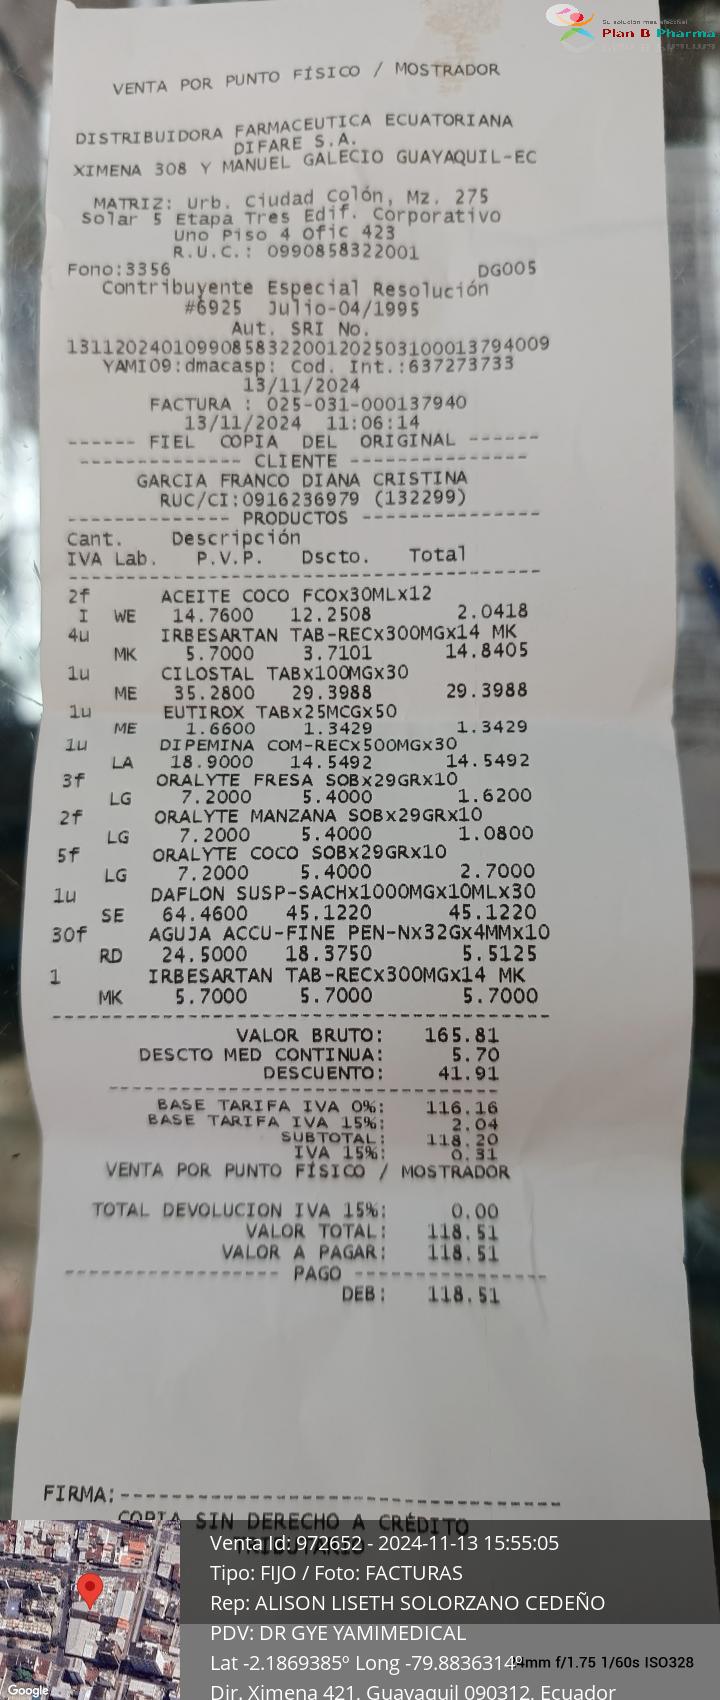 Su solución más efectiva!
Plan B Pharma
VENTA POR PUNTO FÍSICO / MOSTRADOR
DISTRIBUIDORA FARMACEUTICA ECUATORIANA
DIFARE S.A.
XIMENA 308 Y MANUEL GALECIO GUAYAQUIL-EC
MATRIZ: Urb. Ciudad Colón, Mz. 275
Solar 5 Etapa Tres Edif. Corporativo
Uno Piso 4 Ofic 423
R.U.C.: 0990858322001
Fono:3356 DG005
Contribuyente Especial Resolución
#6925 Julio-04/1995
Aut. SRI No.
13112024010990858322001202503100013794009
YAMI09:dmacasp: Cod. Int.:637273733
13/11/2024
FACTURA : 025-031-000137940
13/11/2024 11:06:14
------ FIEL COPIA DEL ORIGINAL ------
-------------- CLIENTE --------------
GARCIA FRANCO DIANA CRISTINA
RUC/CI:0916236979 (132299)
-------------- PRODUCTOS --------------
Cant. Descripción
IVA Lab. P.V.P. Dscto. Total
2f ACEITE COCO FCOx30MLx12
I WE 14.7600 12.2508 2.0418
4u IRBESARTAN TAB-RECx300MGx14 MK
MK 5.7000 3.7101 14.8405
1u CILOSTAL TABx100MGx30
ME 35.2800 29.3988 29.3988
1u EUTIROX TABx25MCGx50
ME 1.6600 1.3429 1.3429
1u DIPEMINA COM-RECx500MGx30
LA 18.9000 14.5492 14.5492
3f ORALYTE FRESA SOBx29GRx10
LG 7.2000 5.4000 1.6200
2f ORALYTE MANZANA SOBx29GRx10
LG 7.2000 5.4000 1.0800
5f ORALYTE COCO SOBx29GRx10
LG 7.2000 5.4000 2.7000
1u DAFLON SUSP-SACHx1000MGx10MLx30
SE 64.4600 45.1220 45.1220
30f AGUJA ACCU-FINE PEN-Nx32Gx4MMx10
RD 24.5000 18.3750 5.5125
1 IRBESARTAN TAB-RECx300MGx14 MK
MK 5.7000 5.7000 5.7000
VALOR BRUTO: 165.81
DESCTO MED CONTINUA: 5.70
DESCUENTO: 41.91
BASE TARIFA IVA 0%: 116.16
BASE TARIFA IVA 15%: 2.04
SUBTOTAL: 118.20
IVA 15%: 0.31
VENTA POR PUNTO FÍSICO / MOSTRADOR
TOTAL DEVOLUCION IVA 15%: 0.00
VALOR TOTAL: 118.51
VALOR A PAGAR: 118.51
----------------- PAGO ---------------
DEB: 118.51
FIRMA:
COPIA SIN DERECHO A CRÉDITO
TRIBUTARIO
Venta Id: 972652 - 2024-11-13 15:55:05
Tipo: FIJO / Foto: FACTURAS
Rep: ALISON LISETH SOLORZANO CEDEÑO
PDV: DR GYE YAMIMEDICAL
Lat -2.1869385º Long -79.8836314º
mm f/1.75 1/60s ISO328
Dir. Ximena 421, Guayaquil 090312, Ecuador
Google